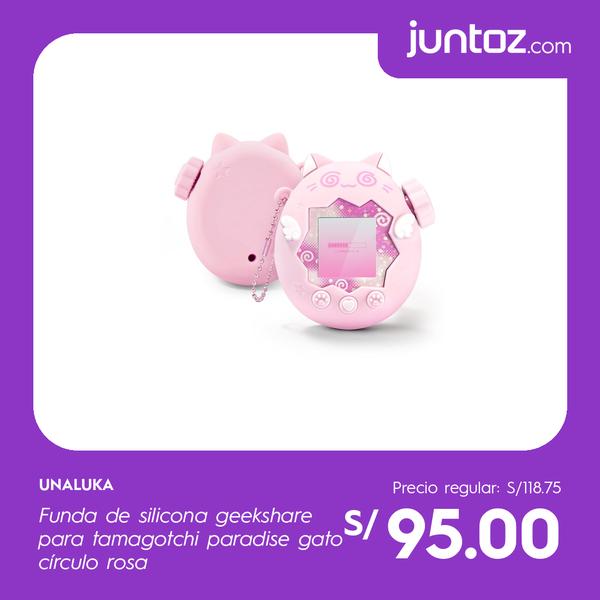 juntoz.com
UNALUKA
Funda de silicona geekshare
para tamagotchi paradise gato
círculo rosa
Precio regular: S/118.75
S/ 95.00